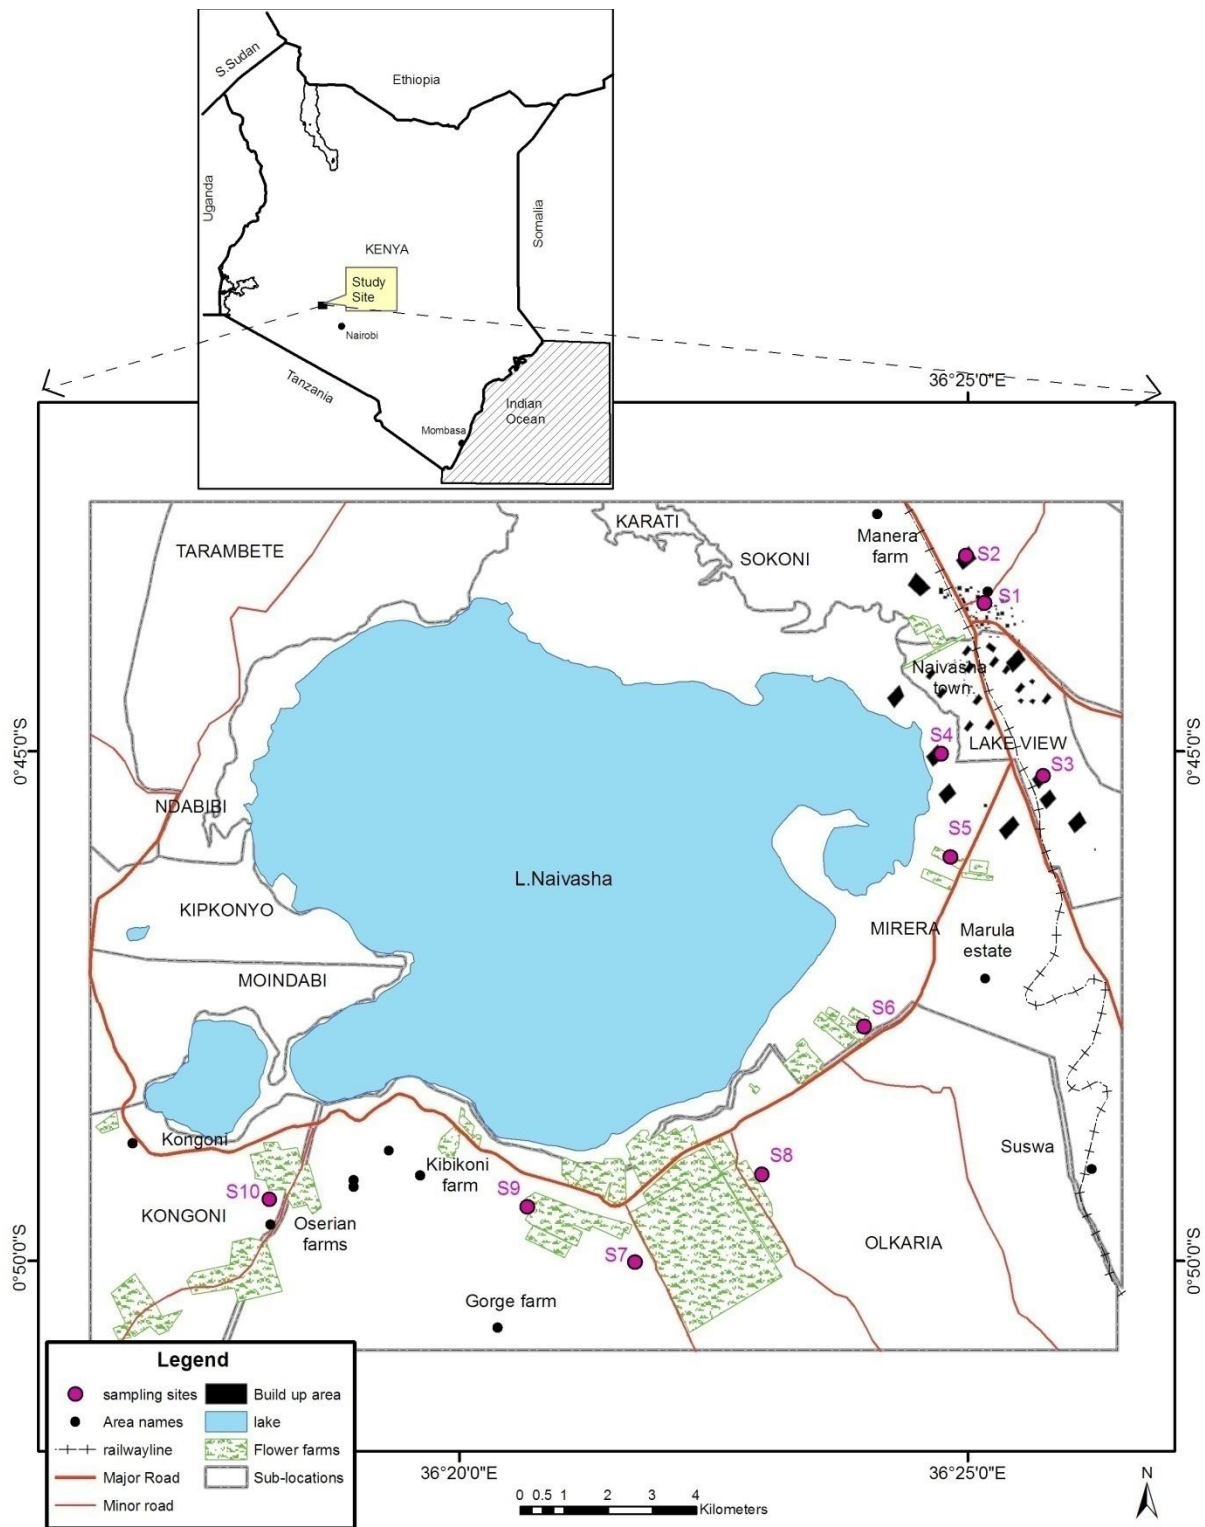 S.Sudan
Ethiopia
Uganda
Somalia
KENYA
Study
Site
Nairobi
Tanzania
Indian
Ocean
Mombasa
36°25'0"E
KARATI
TARAMBETE
SOKONI
Manera
farm
S2
S1
Naivasha
town
S4
LAKE VIEW
S3
0°45'0"S
0°45'0"S
NDABIBI
S5
L.Naivasha
KIPKONYO
MIRERA
Marula
estate
MOINDABI
S6
Kongoni
Suswa
Kibikoni
farm
S8
S9
S10
KONGONI
Oserian
farms
OLKARIA
S7
0°50'0"S
0°50'0"S
Gorge farm
Legend
sampling sites
Build up area
Area names
lake
railwayline
Flower farms
Major Road
Sub-locations
Minor road
36°20'0"E
36°25'0"E
N
0 0.5 1 2 3 4
Kilometers